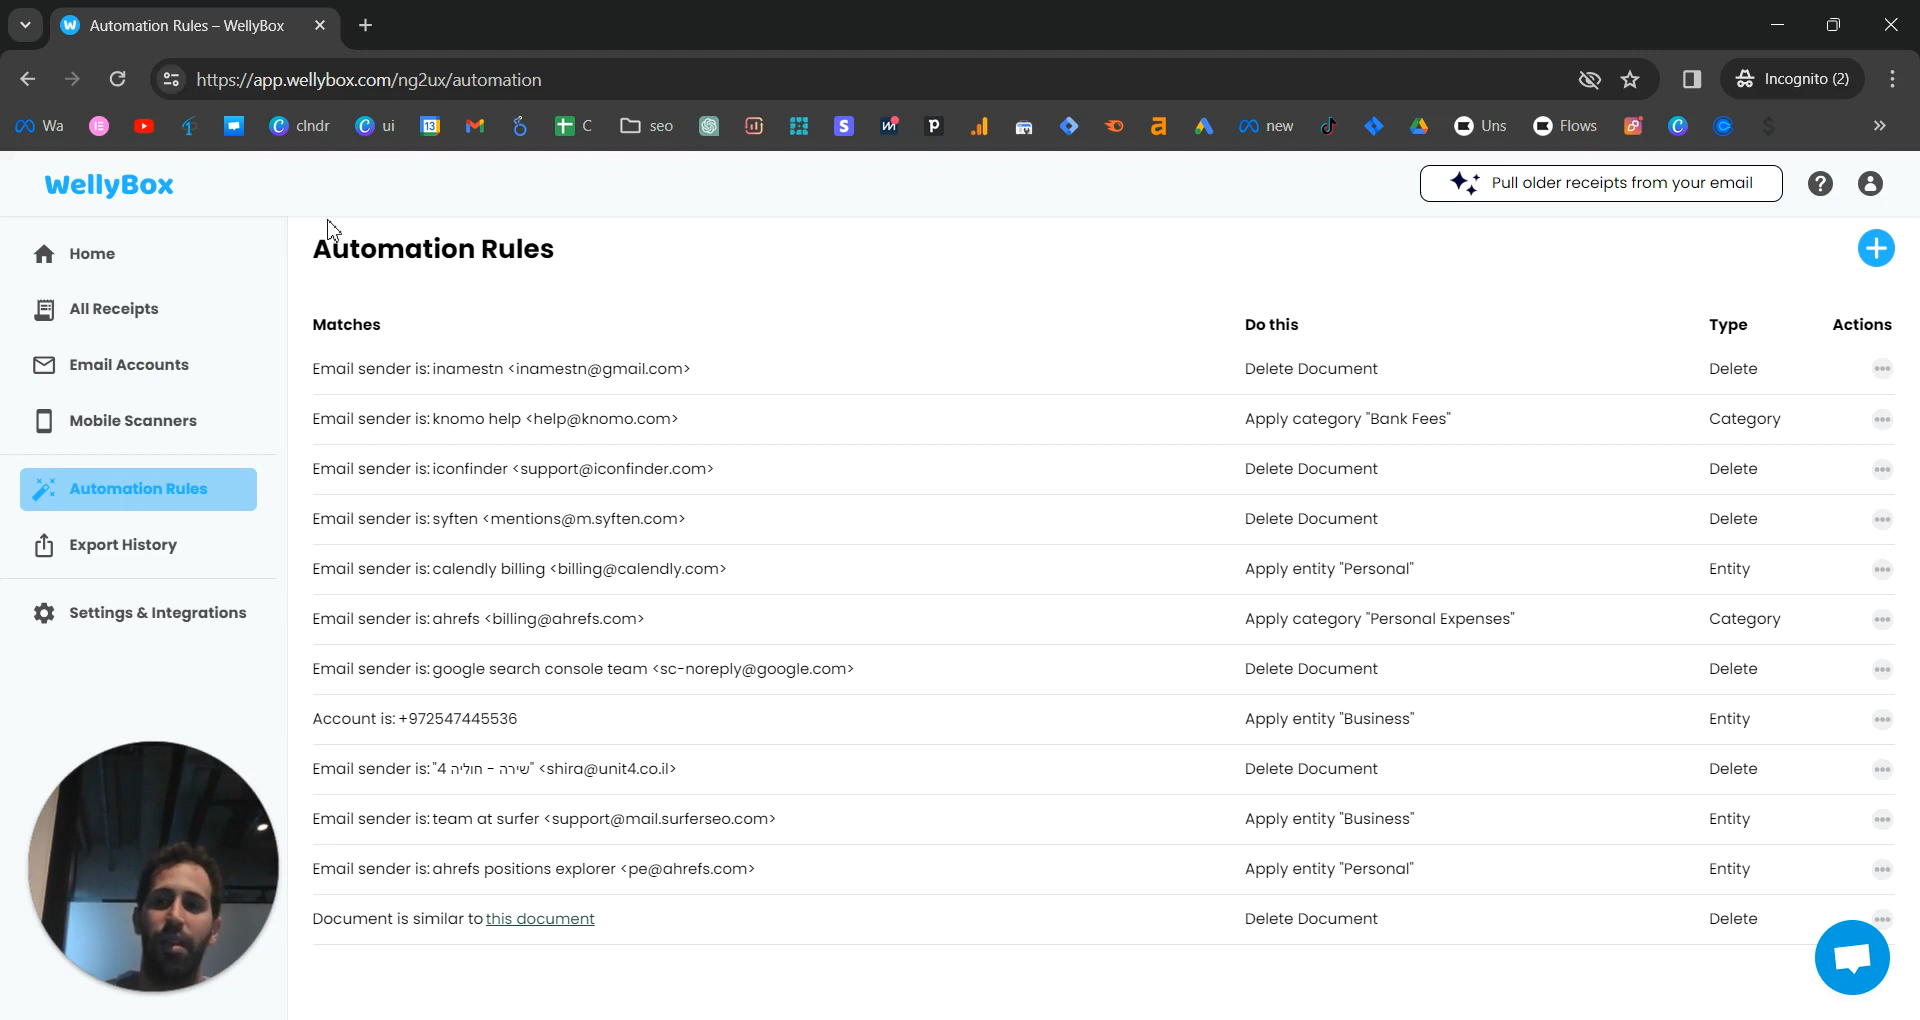 Automation Rules – WellyBox
https://app.wellybox.com/ng2ux/automation
Incognito (2)
Wa
clndr
ui
C
seo
new
Uns
Flows
WellyBox
Pull older receipts from your email
Home
All Receipts
Email Accounts
Mobile Scanners
Automation Rules
Export History
Settings & Integrations
Automation Rules
Matches Do this Type Actions
Email sender is: inamestn <inamestn@gmail.com> Delete Document Delete
Email sender is: knomo help <help@knomo.com> Apply category "Bank Fees" Category
Email sender is: iconfinder <support@iconfinder.com> Delete Document Delete
Email sender is: syften <mentions@m.syften.com> Delete Document Delete
Email sender is: calendly billing <billing@calendly.com> Apply entity "Personal" Entity
Email sender is: ahrefs <billing@ahrefs.com> Apply category "Personal Expenses" Category
Email sender is: google search console team <sc-noreply@google.com> Delete Document Delete
Account is: +972547445536 Apply entity "Business" Entity
Email sender is: "שירה - חוליה 4" <shira@unit4.co.il> Delete Document Delete
Email sender is: team at surfer <support@mail.surferseo.com> Apply entity "Business" Entity
Email sender is: ahrefs positions explorer <pe@ahrefs.com> Apply entity "Personal" Entity
Document is similar to this document Delete Document Delete